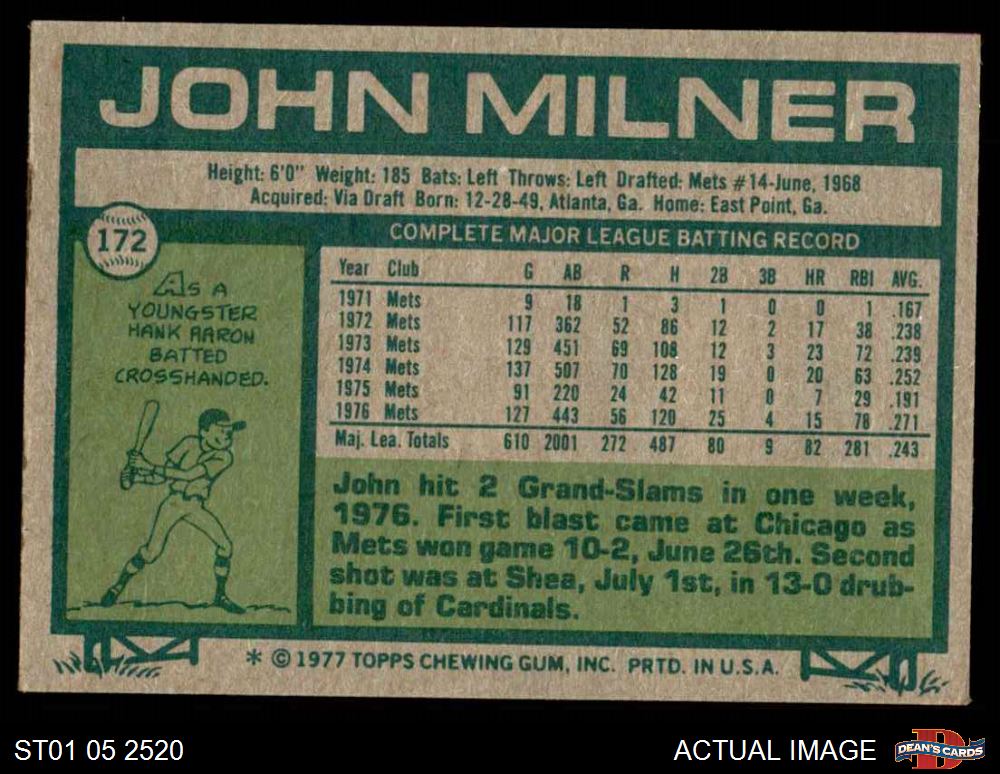 JOHN MILNER
Height: 6'0" Weight: 185 Bats: Left Throws: Left Drafted: Mets #14-June, 1968
Acquired: Via Draft Born: 12-28-49, Atlanta, Ga. Home: East Point, Ga.
172
AS A
YOUNGSTER
HANK AARON
BATTED
CROSSHANDED.
COMPLETE MAJOR LEAGUE BATTING RECORD
Year Club G AB R H 2B 3B HR RBI AVG.
1971 Mets 9 18 1 3 1 0 0 1 .167
1972 Mets 117 362 52 86 12 2 17 38 .238
1973 Mets 129 451 69 108 12 3 23 72 .239
1974 Mets 137 507 70 128 19 0 20 63 .252
1975 Mets 91 220 24 42 11 0 7 29 .191
1976 Mets 127 443 56 120 25 4 15 78 .271
Maj. Lea. Totals 610 2001 272 487 80 9 82 281 .243
John hit 2 Grand-Slams in one week,
1976. First blast came at Chicago as
Mets won game 10-2, June 26th. Second
shot was at Shea, July 1st, in 13-0 drub-
bing of Cardinals.
* © 1977 TOPPS CHEWING GUM, INC. PRTD. IN U.S.A.
ST01 05 2520
ACTUAL IMAGE
D
DEAN'S CARDS